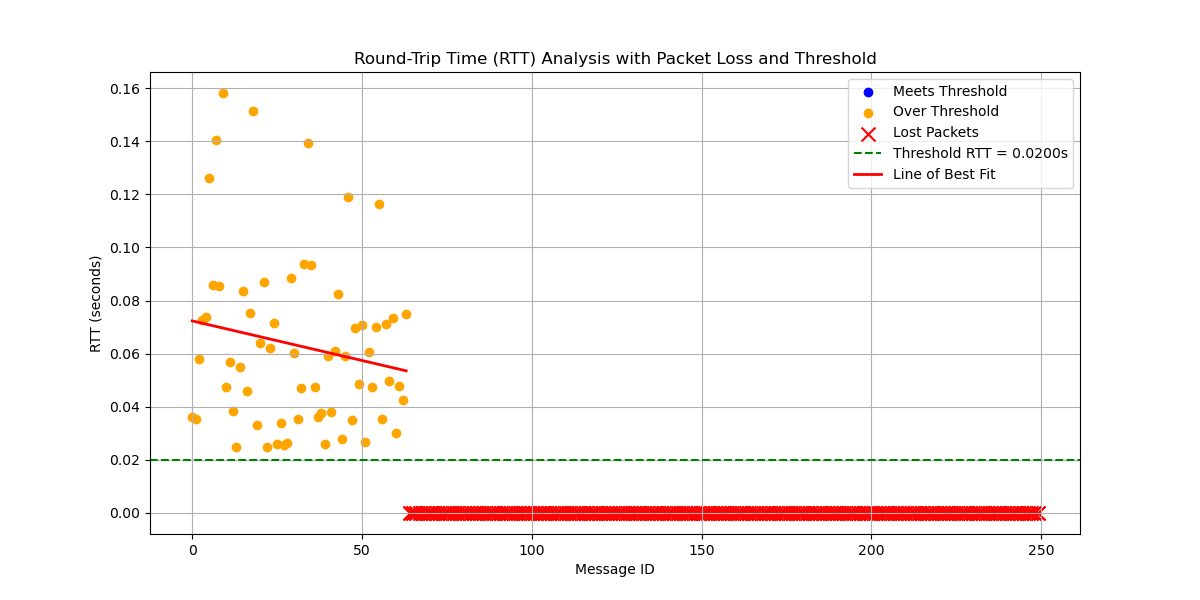 Round-Trip Time (RTT) Analysis with Packet Loss and Threshold
RTT (seconds)
0.16
0.14
0.12
0.10
0.08
0.06
0.04
0.02
0.00
Meets Threshold
Over Threshold
Lost Packets
Threshold RTT = 0.0200s
Line of Best Fit
0 50 100 150 200 250
Message ID